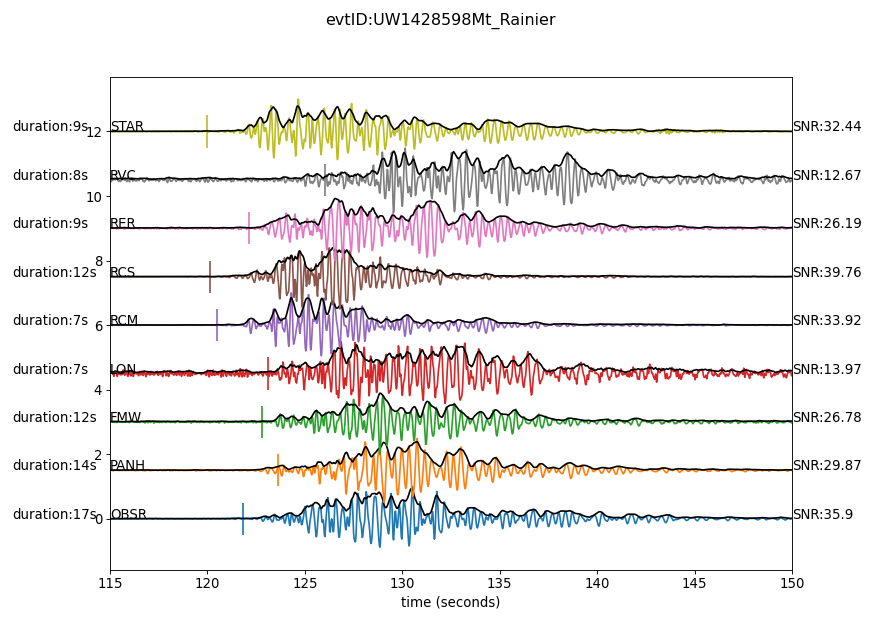 evtID:UW1428598Mt_Rainier
duration:9s 12 STAR SNR:32.44
duration:8s RVC SNR:12.67
10
duration:9s RER SNR:26.19
8
duration:12s RCS SNR:39.76
duration:7s 6 RCM SNR:33.92
duration:7s LON SNR:13.97
4
duration:12s FMW SNR:26.78
2
duration:14s PANH SNR:29.87
duration:17s 0 OBSR SNR:35.9
115 120 125 130 135 140 145 150
time (seconds)